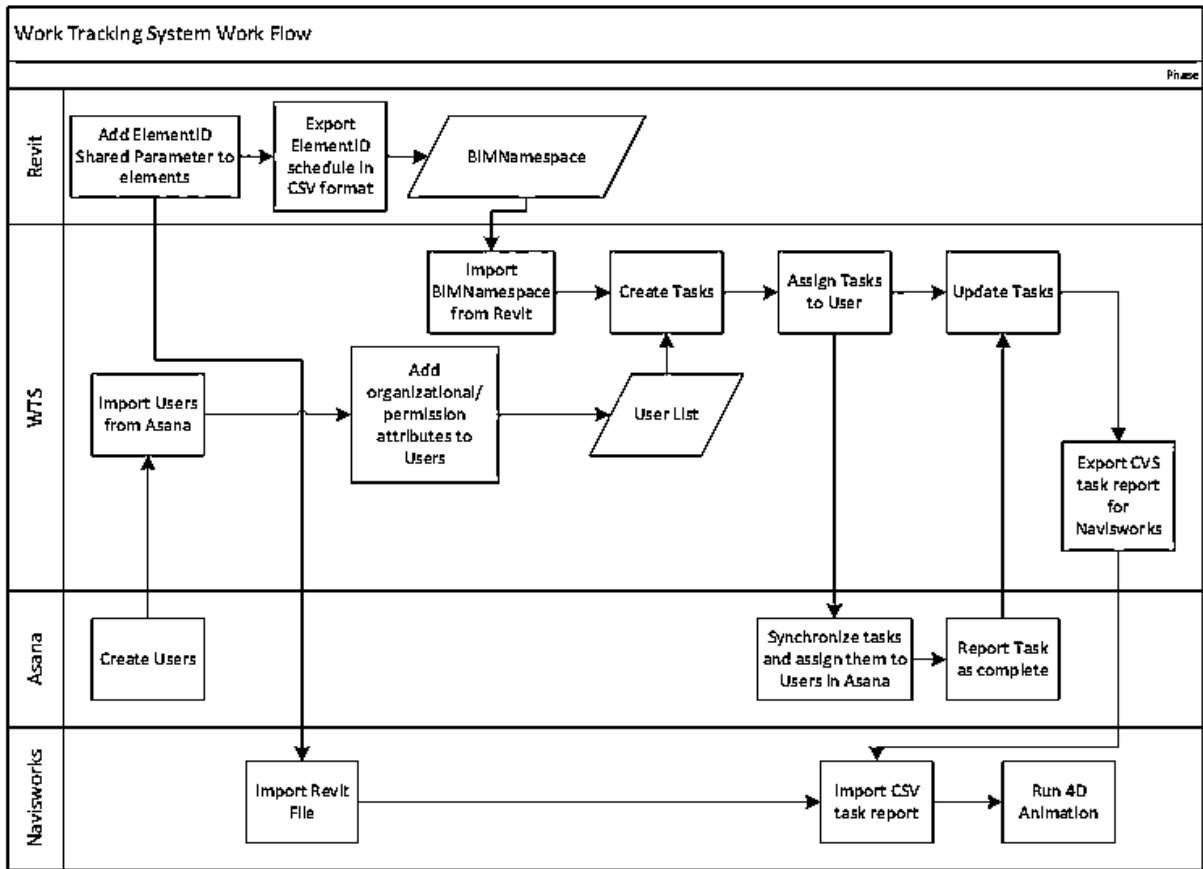 Work Tracking System Work Flow
Phase
Revit
Add ElementID
Shared Parameter to
elements
Export
ElementID
schedule in
CSV format
BIMNamespace
WTS
Import
BIMNamespace
from Revit
Create Tasks
Assign Tasks
to User
Update Tasks
Import Users
from Asana
Add
organizational/
permission
attributes to
Users
User List
Export CVS
task report
for
Navisworks
Asana
Create Users
Synchronize tasks
and assign them to
Users in Asana
Report Task
as complete
Navisworks
Import Revit
File
Import CSV
task report
Run 4D
Animation